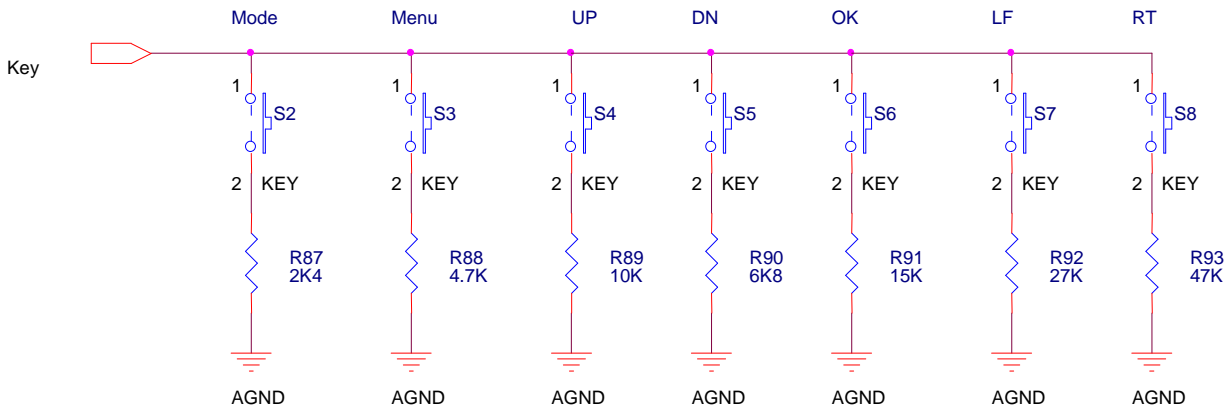 Mode Menu UP DN OK LF RT
Key
1 1 1 1 1 1 1
S2 S3 S4 S5 S6 S7 S8
2 KEY 2 KEY 2 KEY 2 KEY 2 KEY 2 KEY 2 KEY
R87 R88 R89 R90 R91 R92 R93
2K4 4.7K 10K 6K8 15K 27K 47K
AGND AGND AGND AGND AGND AGND AGND